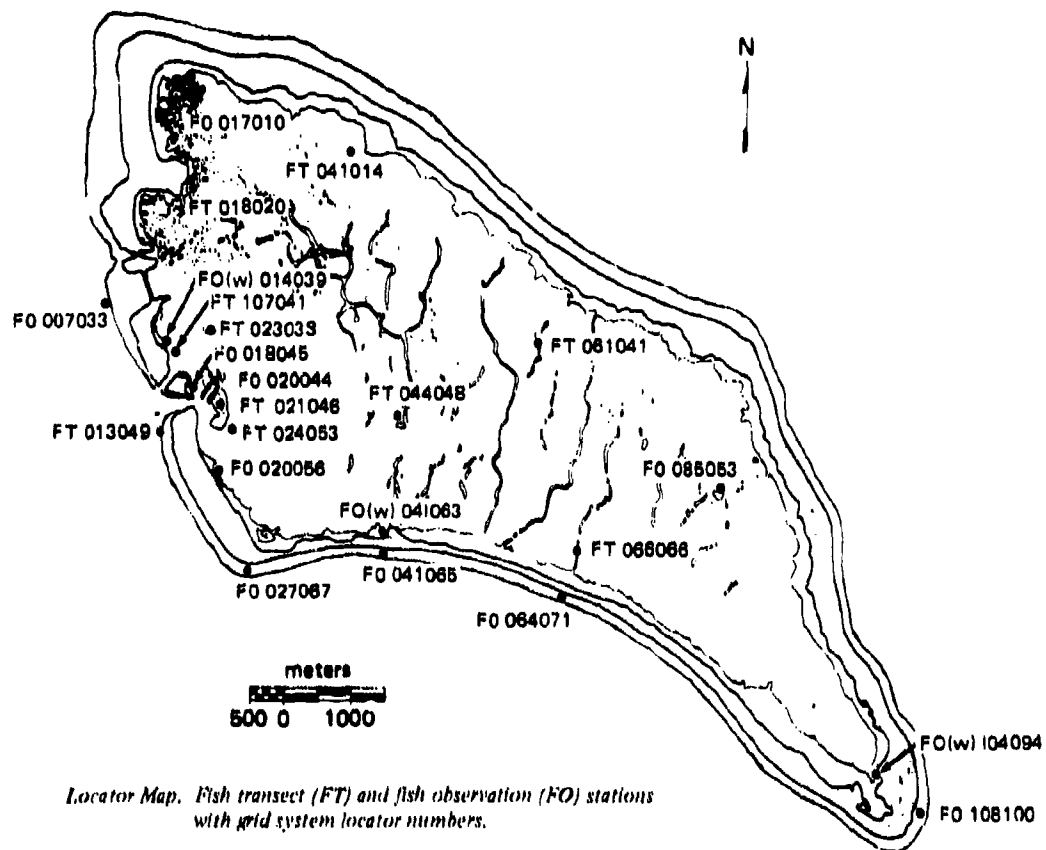 N
FO 017010
FT 041014
FT 018020
FO(w) 014039
FT 107041
FO 007033
FT 023033
FO 018045
FT 061041
FO 020044
FT 044048
FT 021046
FT 013049
FT 024053
FO 020056
FO 085053
FO(w) 041063
FT 066066
FO 041065
FO 027067
FO 064071
meters
500 0 1000
FO(w) 104094
Locator Map. Fish transect (FT) and fish observation (FO) stations
with grid system locator numbers.
FO 108100